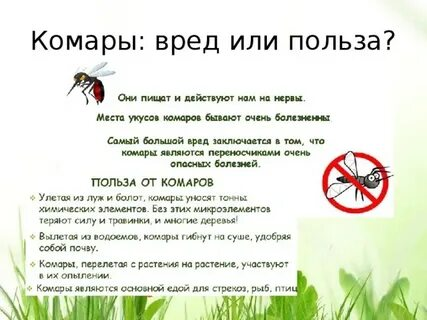 Комары: вред или польза?
Они пищат и действуют нам на нервы.
Места укусов комаров бывают очень болезненны
Самый большой вред заключается в том, что
комары являются переносчиками очень
опасных болезней.
ПОЛЬЗА ОТ КОМАРОВ
Улетая из луж и болот, комары уносят тонны
химических элементов. Без этих микроэлементов
теряют силу и травинки, и многие деревья!
Вылетая из водоемов, комары гибнут на суше, удобряя
собой почву.
Комары, перелетая с растения на растение, участвуют
в их опылении.
Комары являются основной едой для стрекоз, рыб, птиц